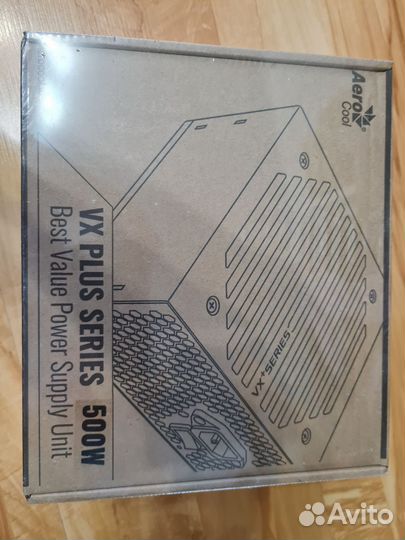 Aero
Cool
VX PLUS SERIES 500W
Best Value Power Supply Unit
VX+SERIES
Avito